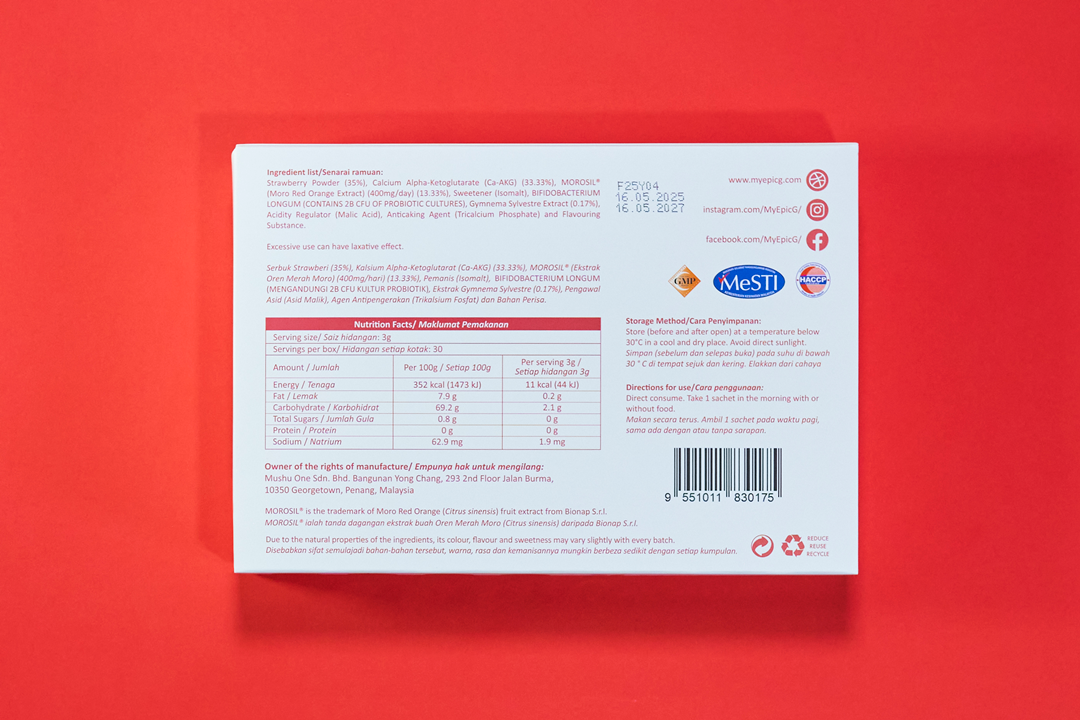 Ingredient list/Senarai ramuan:
Strawberry Powder (35%), Calcium Alpha-Ketoglutarate (Ca-AKG) (33.33%), MOROSIL®
(Moro Red Orange Extract) (400mg/day) (13.33%), Sweetener (Isomalt), BIFIDOBACTERIUM
LONGUM (CONTAINS 2B CFU OF PROBIOTIC CULTURES), Gymnema Sylvestre Extract (0.17%),
Acidity Regulator (Malic Acid), Anticaking Agent (Tricalcium Phosphate) and Flavouring
Substance.
Excessive use can have laxative effect.
Serbuk Strawberi (35%), Kalsium Alpha-Ketoglutarat (Ca-AKG) (33.33%), MOROSIL® (Ekstrak
Oren Merah Moro) (400mg/hari) (13.33%), Pemanis (Isomalt), BIFIDOBACTERIUM LONGUM
(MENGANDUNGI 2B CFU KULTUR PROBIOTIK), Ekstrak Gymnema Sylvestre (0.17%), Pengawal
Asid (Asid Malik), Agen Antipengerakan (Trikalsium Fosfat) dan Bahan Perisa.
Nutrition Facts/ Maklumat Pemakanan
Serving size/ Saiz hidangan: 3g
Servings per box/ Hidangan setiap kotak: 30
Amount / Jumlah Per 100g / Setiap 100g Per serving 3g /
Setiap hidangan 3g
Energy / Tenaga 352 kcal (1473 kJ) 11 kcal (44 kJ)
Fat / Lemak 7.9 g 0.2 g
Carbohydrate / Karbohidrat 69.2 g 2.1 g
Total Sugars / Jumlah Gula 0.8 g 0 g
Protein / Protein 0 g 0 g
Sodium / Natrium 62.9 mg 1.9 mg
Owner of the rights of manufacture/ Empunya hak untuk mengilang:
Mushu One Sdn. Bhd. Bangunan Yong Chang, 293 2nd Floor Jalan Burma,
10350 Georgetown, Penang, Malaysia
MOROSIL® is the trademark of Moro Red Orange (Citrus sinensis) fruit extract from Bionap S.r.l.
MOROSIL® ialah tanda dagangan ekstrak buah Oren Merah Moro (Citrus sinensis) daripada Bionap S.r.l.
Due to the natural properties of the ingredients, its colour, flavour and sweetness may vary slightly with every batch.
Disebabkan sifat semulajadi bahan-bahan tersebut, warna, rasa dan kemanisannya mungkin berbeza sedikit dengan setiap kumpulan.
F25Y04
16.05.2025
16.05.2027
www.myepicg.com
instagram.com/MyEpicG/
facebook.com/MyEpicG/
GMP
MeSTI
HACCP
Storage Method/Cara Penyimpanan:
Store (before and after open) at a temperature below
30°C in a cool and dry place. Avoid direct sunlight.
Simpan (sebelum dan selepas buka) pada suhu di bawah
30 ° C di tempat sejuk dan kering. Elakkan dari cahaya
Directions for use/Cara penggunaan:
Direct consume. Take 1 sachet in the morning with or
without food.
Makan secara terus. Ambil 1 sachet pada waktu pagi,
sama ada dengan atau tanpa sarapan.
9 551011 830175
REDUCE
REUSE
RECYCLE